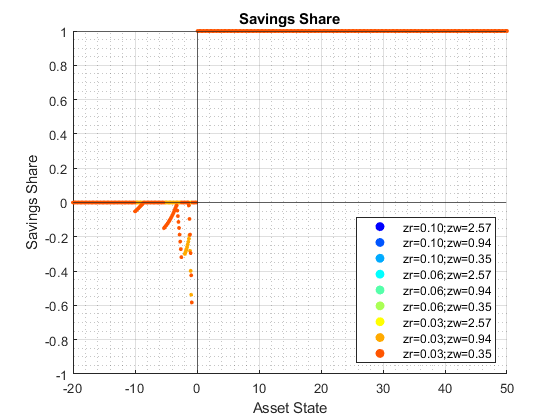 Savings Share
1
0.8
0.6
0.4
0.2
0
-0.2
-0.4
-0.6
-0.8
-1
Savings Share
zr=0.10;zw=2.57
zr=0.10;zw=0.94
zr=0.10;zw=0.35
zr=0.06;zw=2.57
zr=0.06;zw=0.94
zr=0.06;zw=0.35
zr=0.03;zw=2.57
zr=0.03;zw=0.94
zr=0.03;zw=0.35
-20 -10 0 10 20 30 40 50
Asset State